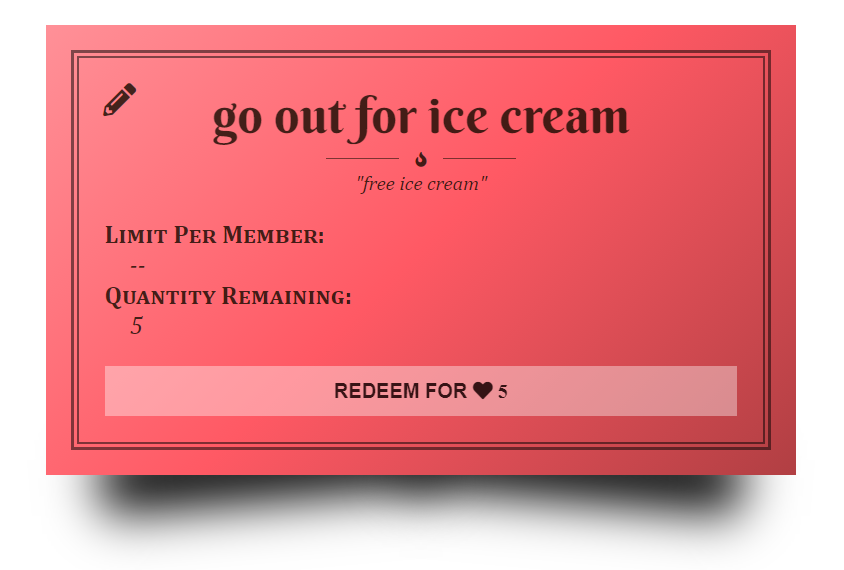 go out for ice cream
"free ice cream"
Limit Per Member:
--
Quantity Remaining:
5
REDEEM FOR ♥ 5